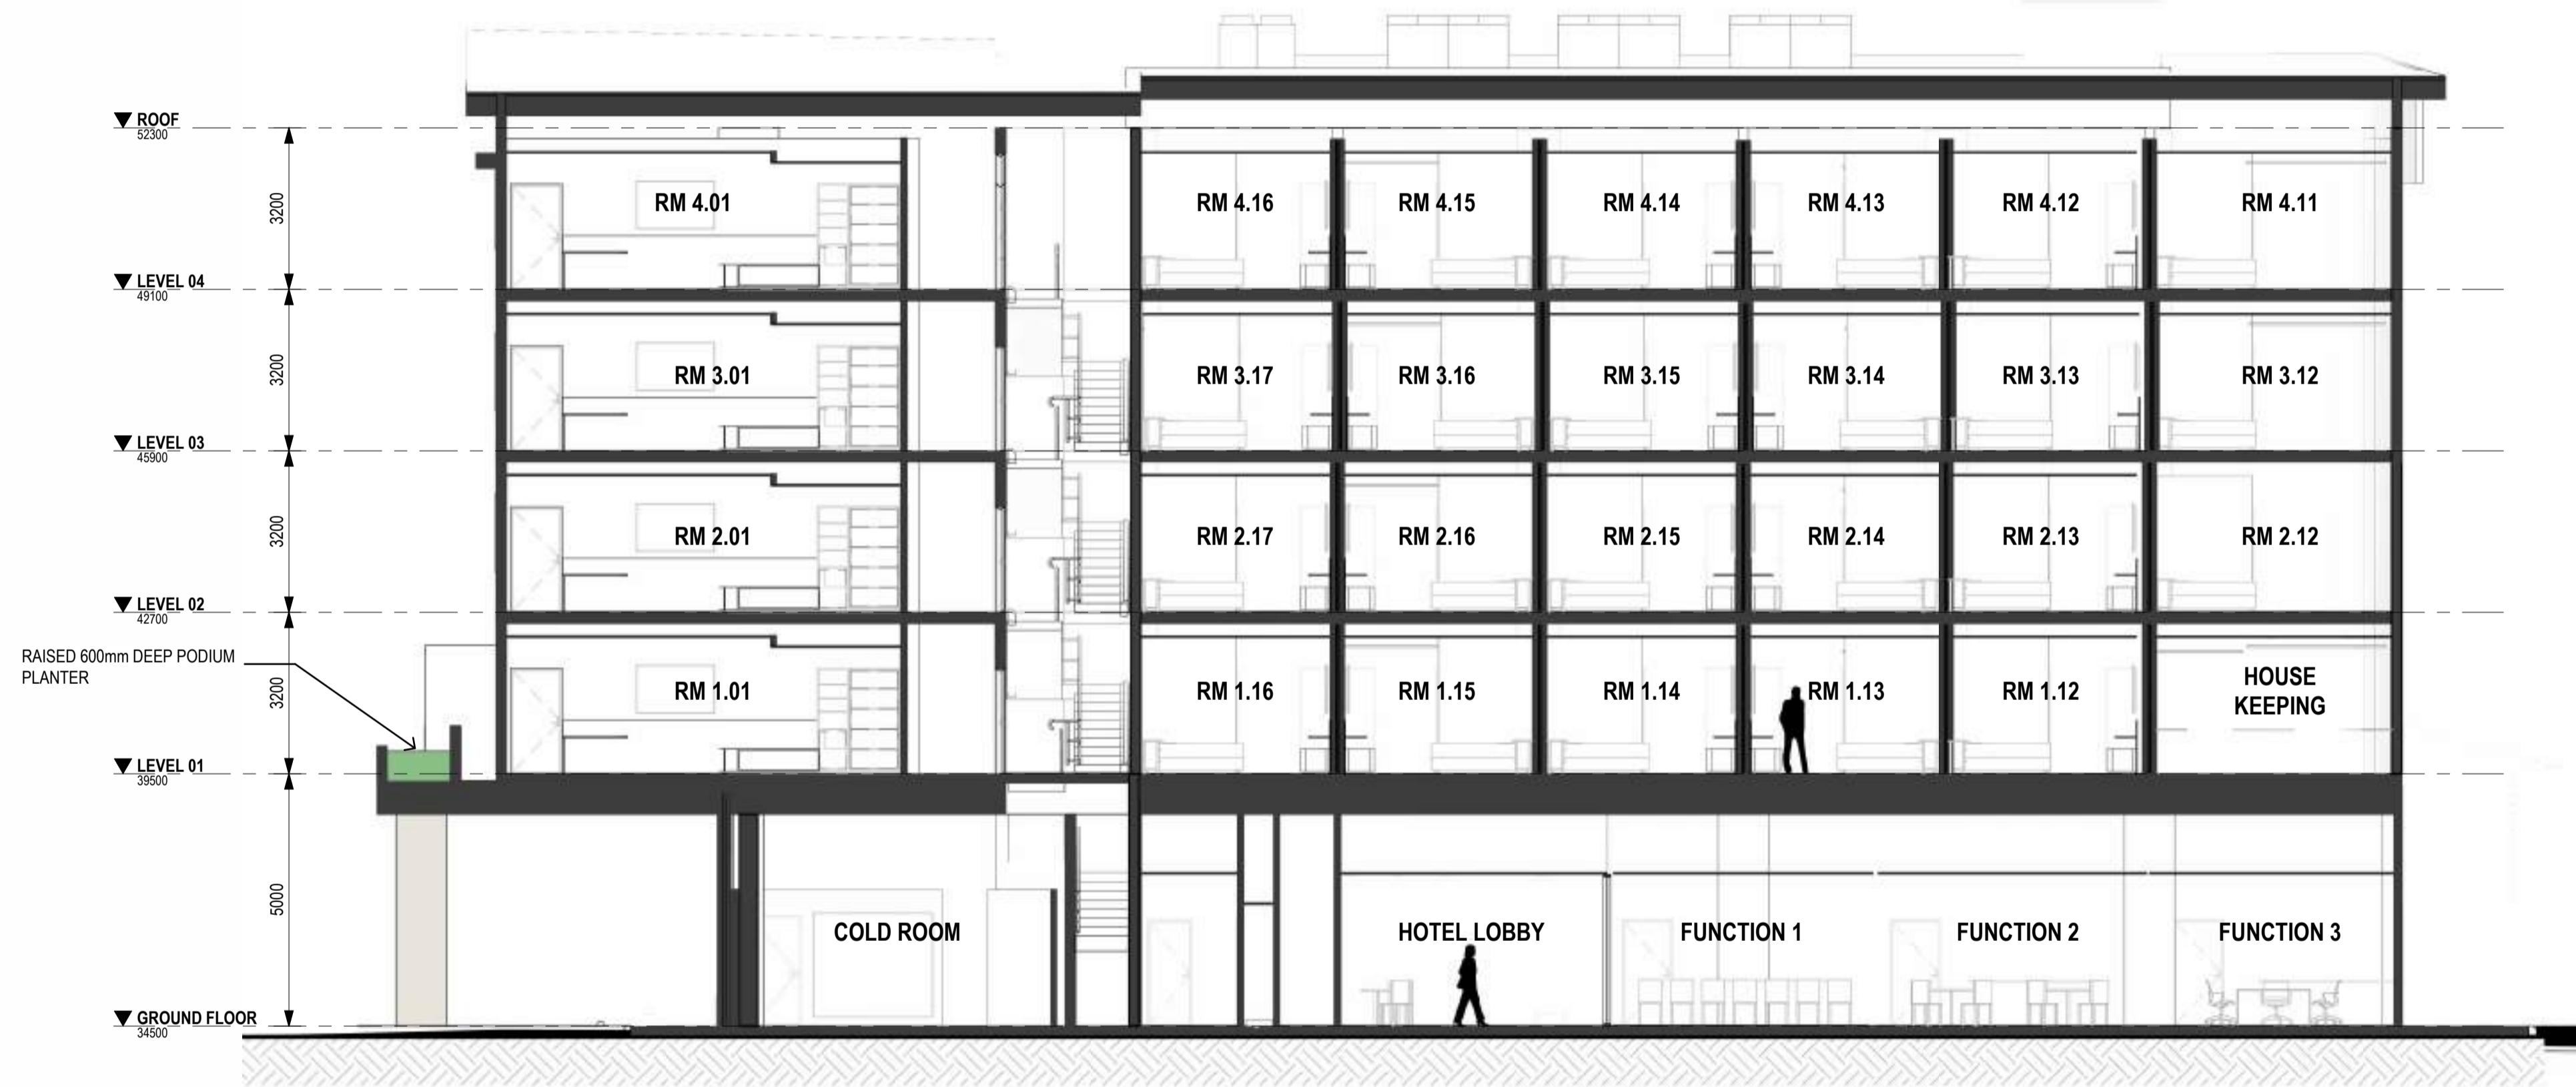 ROOF
52300
3200
RM 4.01
RM 4.16
RM 4.15
RM 4.14
RM 4.13
RM 4.12
RM 4.11
LEVEL 04
49100
3200
RM 3.01
RM 3.17
RM 3.16
RM 3.15
RM 3.14
RM 3.13
RM 3.12
LEVEL 03
45900
3200
RM 2.01
RM 2.17
RM 2.16
RM 2.15
RM 2.14
RM 2.13
RM 2.12
LEVEL 02
42700
RAISED 600mm DEEP PODIUM
PLANTER
3200
RM 1.01
RM 1.16
RM 1.15
RM 1.14
RM 1.13
RM 1.12
HOUSE
KEEPING
LEVEL 01
39500
5000
COLD ROOM
HOTEL LOBBY
FUNCTION 1
FUNCTION 2
FUNCTION 3
GROUND FLOOR
34500